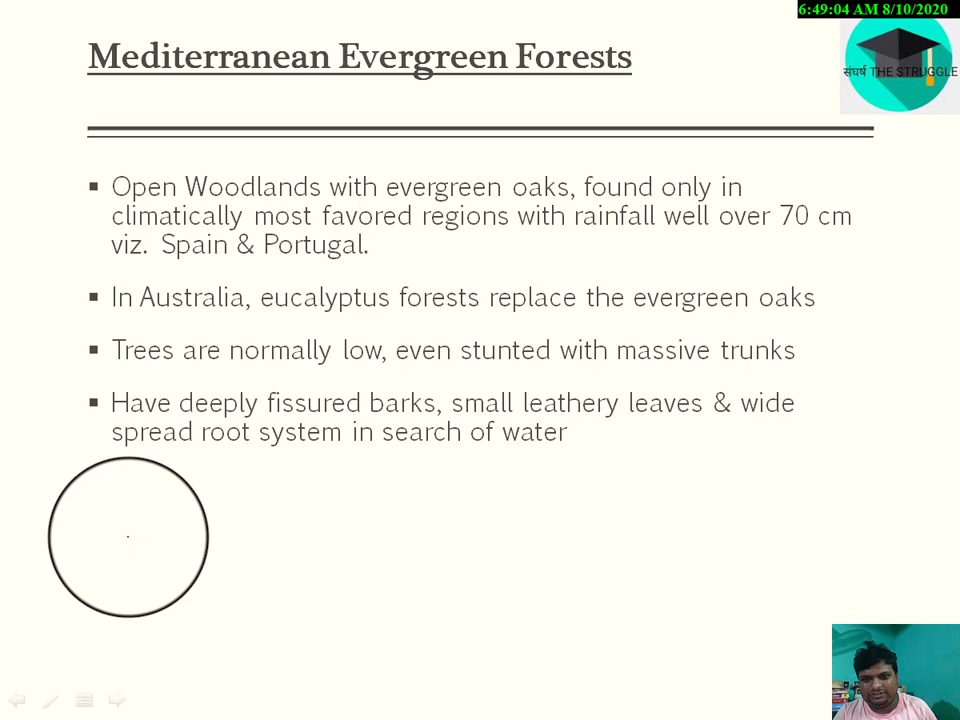 6:49:04 AM 8/10/2020
संघर्ष THE STRUGGLE
Mediterranean Evergreen Forests
▪ Open Woodlands with evergreen oaks, found only in
climatically most favored regions with rainfall well over 70 cm
viz. Spain & Portugal.
▪ In Australia, eucalyptus forests replace the evergreen oaks
▪ Trees are normally low, even stunted with massive trunks
▪ Have deeply fissured barks, small leathery leaves & wide
spread root system in search of water